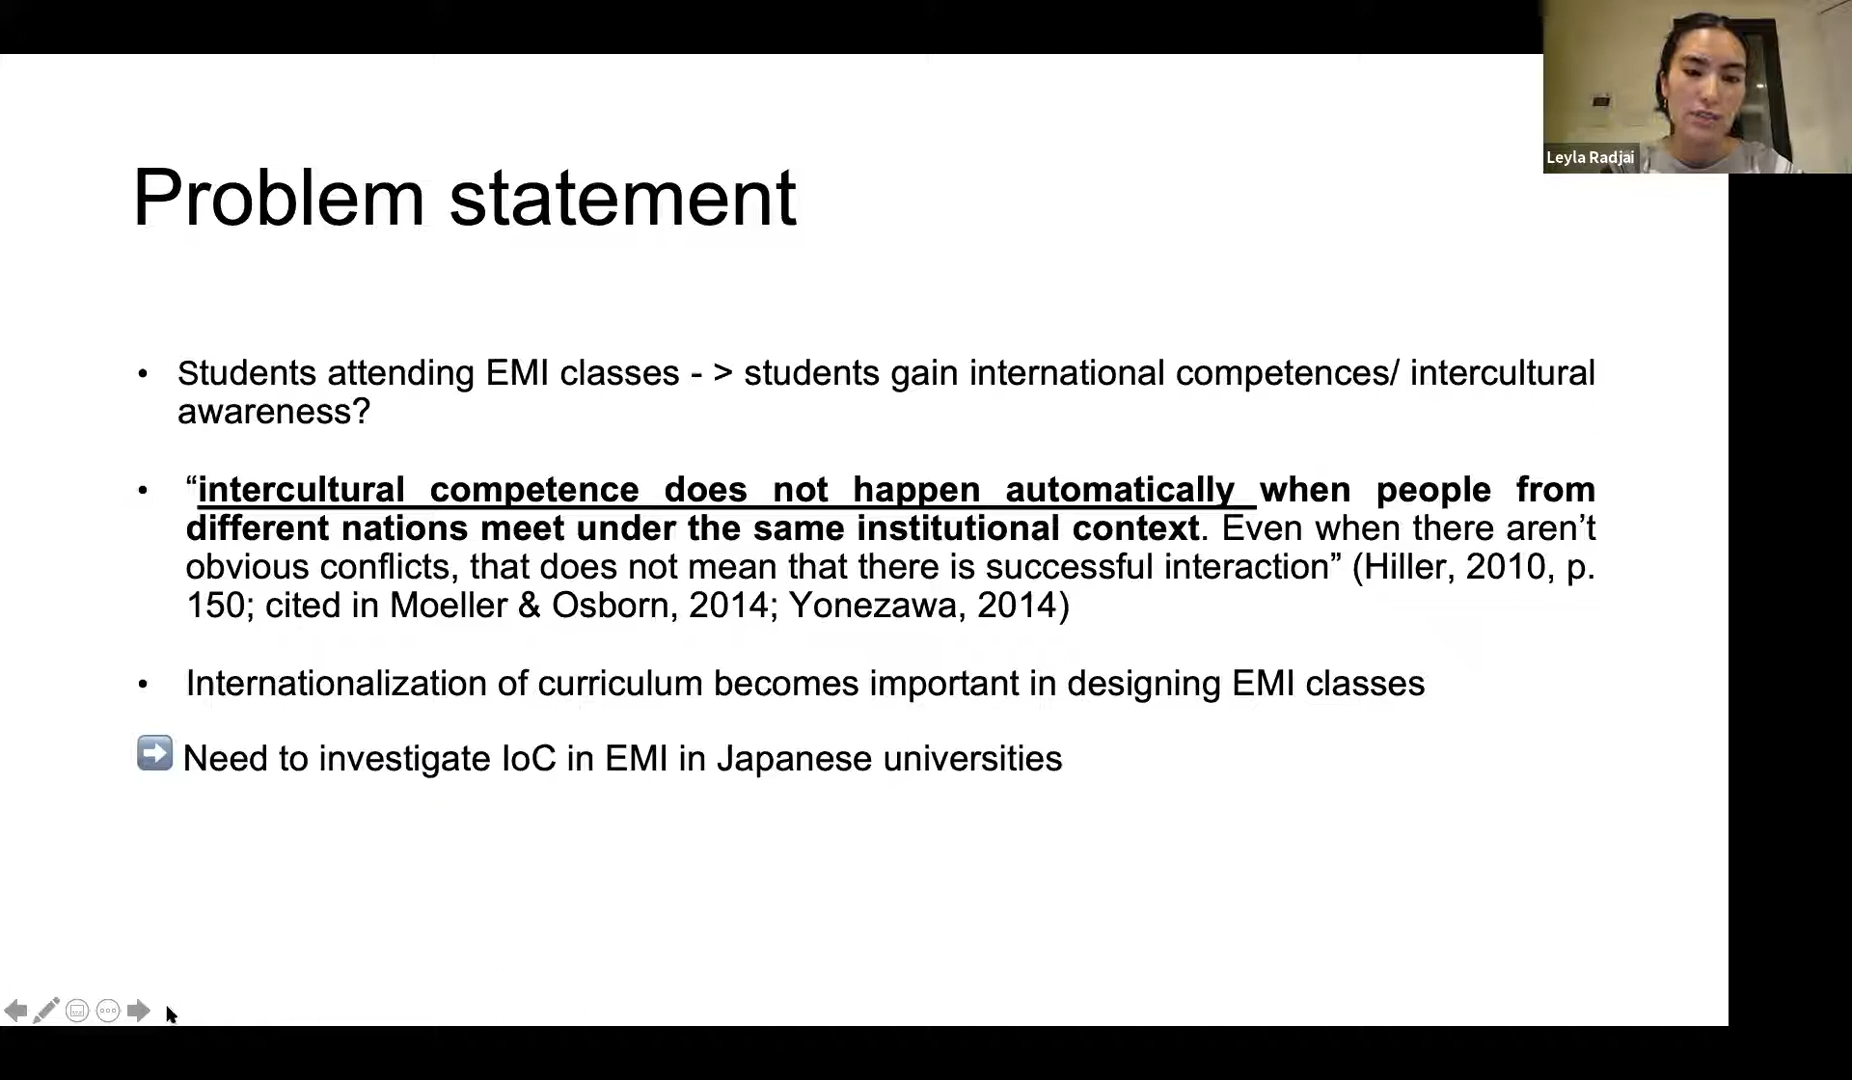 Leyla Radjai
Problem statement
• Students attending EMI classes - > students gain international competences/ intercultural
awareness?
• “intercultural competence does not happen automatically when people from
different nations meet under the same institutional context. Even when there aren’t
obvious conflicts, that does not mean that there is successful interaction” (Hiller, 2010, p.
150; cited in Moeller & Osborn, 2014; Yonezawa, 2014)
• Internationalization of curriculum becomes important in designing EMI classes
➡ Need to investigate IoC in EMI in Japanese universities